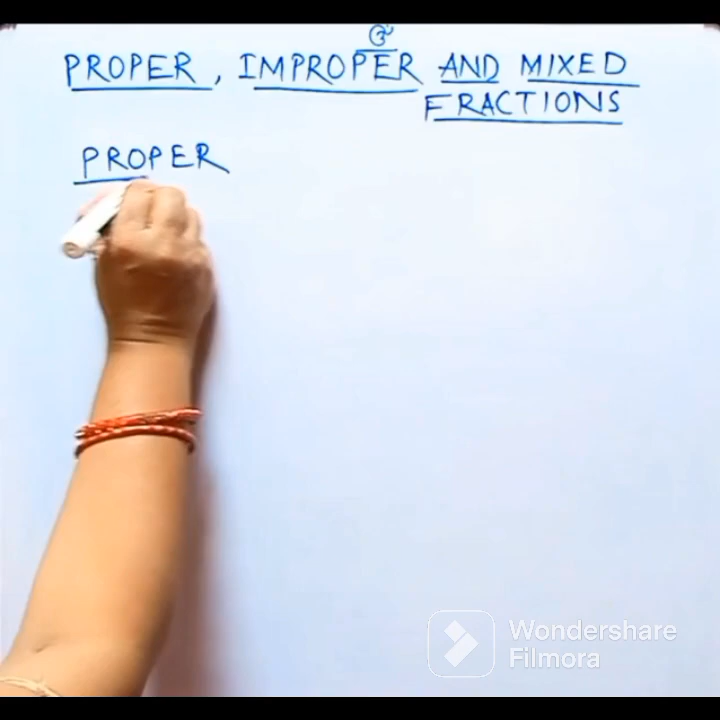 PROPER, IMPROPER AND MIXED
FRACTIONS
PROPER
Wondershare
Filmora